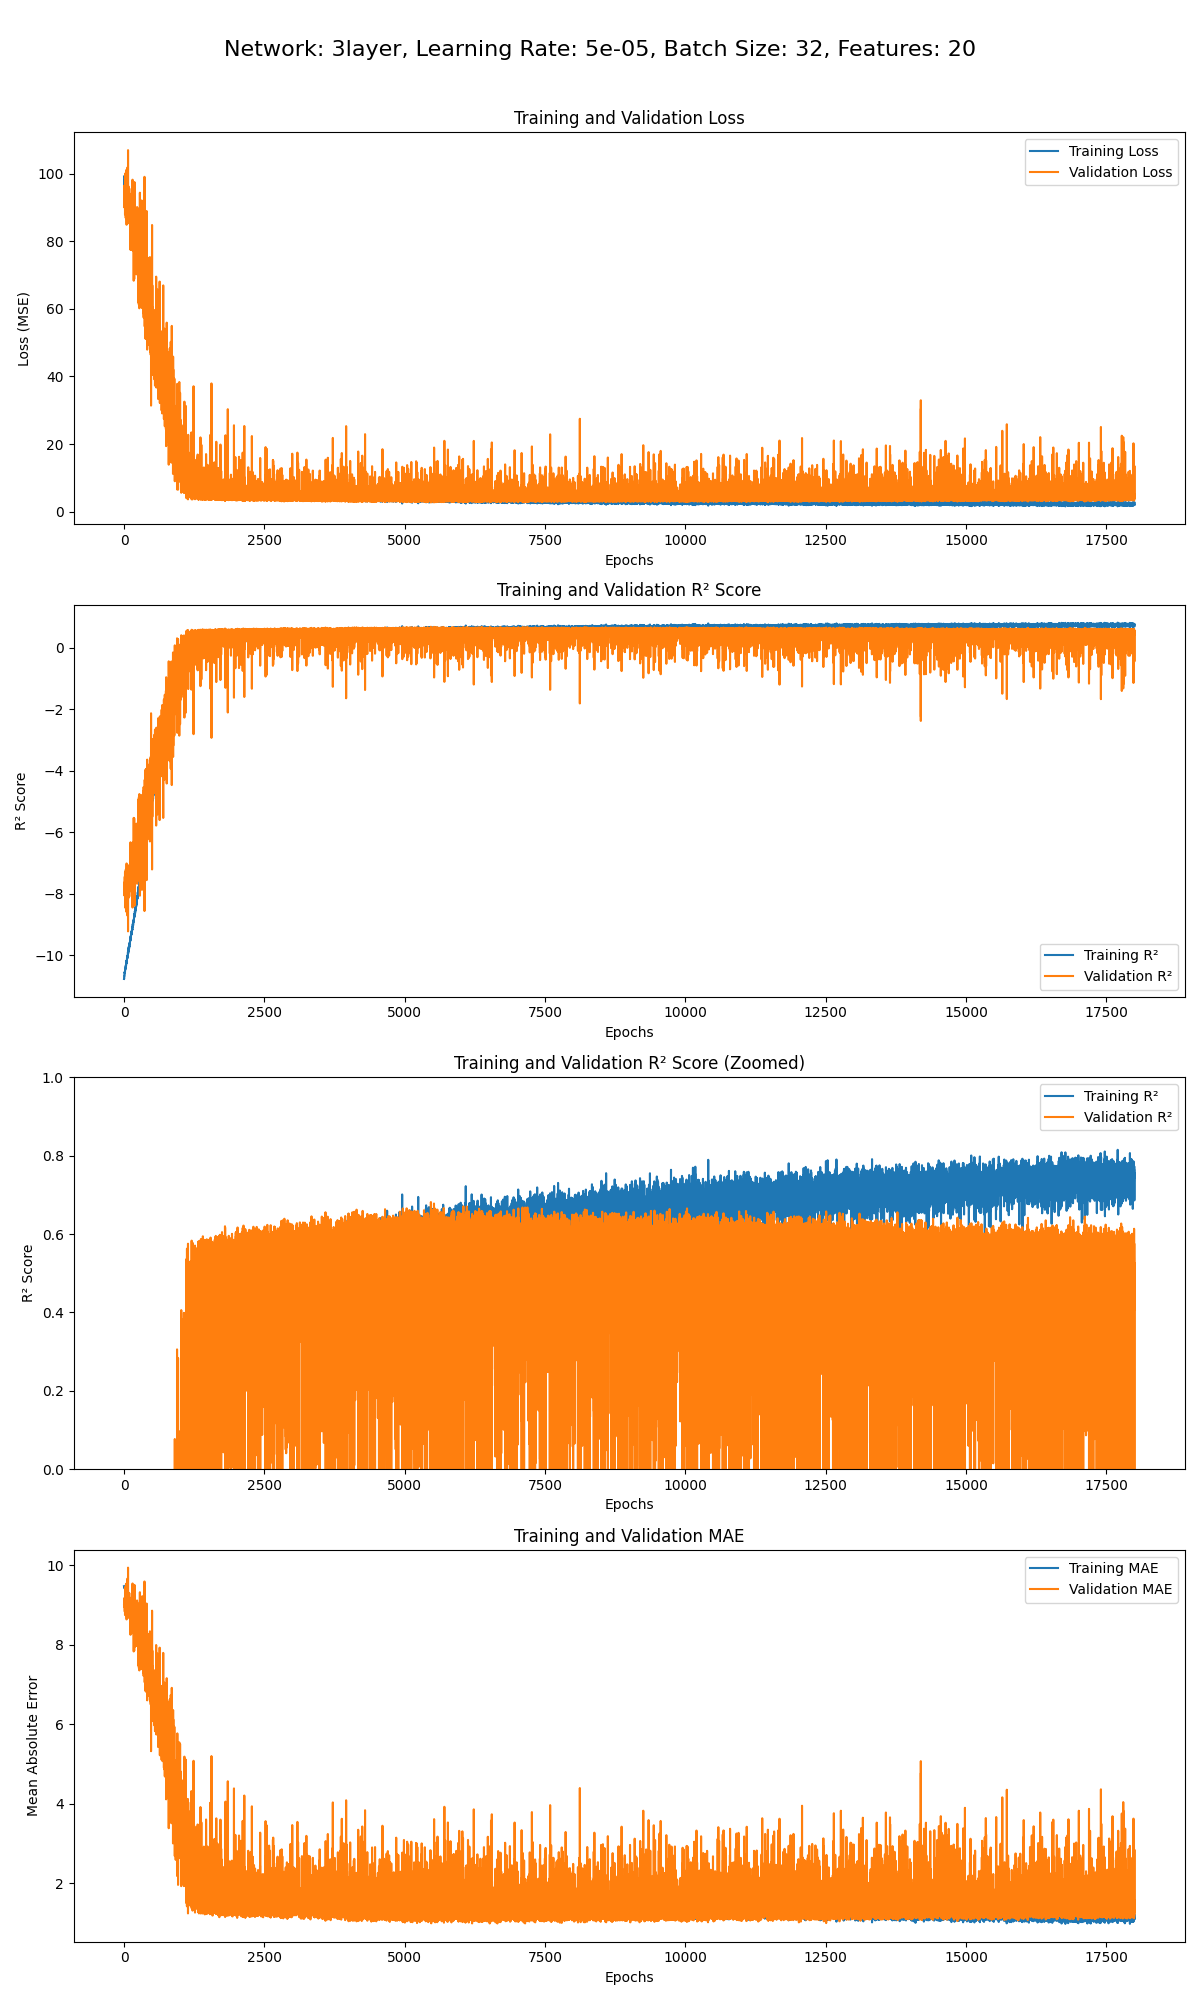 Network: 3layer, Learning Rate: 5e-05, Batch Size: 32, Features: 20
Training and Validation Loss
Training Loss
Validation Loss
Loss (MSE)
100
80
60
40
20
0
0 2500 5000 7500 10000 12500 15000 17500
Epochs
Training and Validation R² Score
R² Score
0
−2
−4
−6
−8
−10
Training R²
Validation R²
0 2500 5000 7500 10000 12500 15000 17500
Epochs
Training and Validation R² Score (Zoomed)
Training R²
Validation R²
R² Score
1.0
0.8
0.6
0.4
0.2
0.0
0 2500 5000 7500 10000 12500 15000 17500
Epochs
Training and Validation MAE
Training MAE
Validation MAE
Mean Absolute Error
10
8
6
4
2
0 2500 5000 7500 10000 12500 15000 17500
Epochs